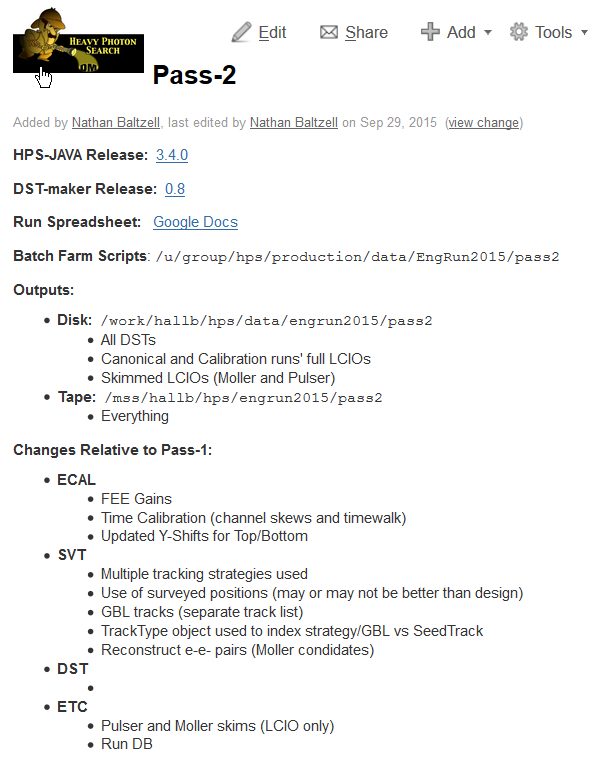 HEAVY PHOTON
SEARCH
Edit Share Add Tools
Pass-2
Added by Nathan Baltzell, last edited by Nathan Baltzell on Sep 29, 2015 (view change)
HPS-JAVA Release: 3.4.0
DST-maker Release: 0.8
Run Spreadsheet: Google Docs
Batch Farm Scripts: /u/group/hps/production/data/EngRun2015/pass2
Outputs:
• Disk: /work/hallb/hps/data/engrun2015/pass2
• All DSTs
• Canonical and Calibration runs' full LCIOs
• Skimmed LCIOs (Moller and Pulser)
• Tape: /mss/hallb/hps/engrun2015/pass2
• Everything
Changes Relative to Pass-1:
• ECAL
• FEE Gains
• Time Calibration (channel skews and timewalk)
• Updated Y-Shifts for Top/Bottom
• SVT
• Multiple tracking strategies used
• Use of surveyed positions (may or may not be better than design)
• GBL tracks (separate track list)
• TrackType object used to index strategy/GBL vs SeedTrack
• Reconstruct e-e- pairs (Moller candidates)
• DST
•
• ETC
• Pulser and Moller skims (LCIO only)
• Run DB